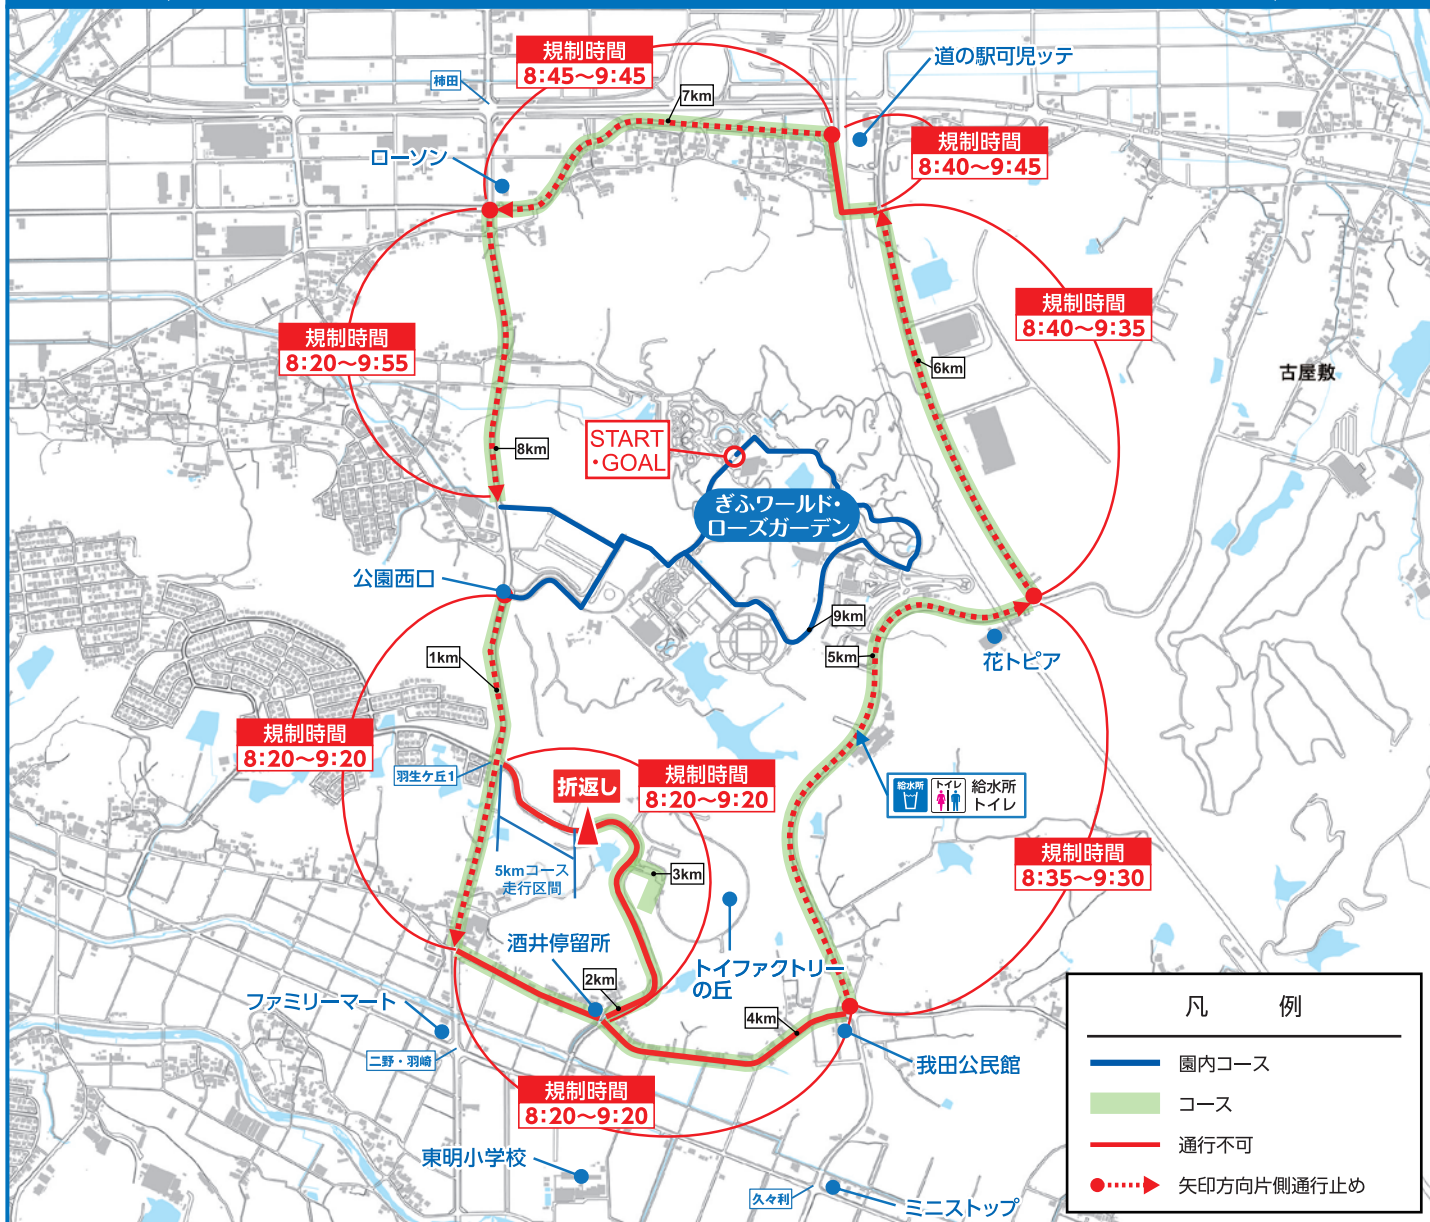 規制時間
8:45～9:45
道の駅可児ッテ
柿田
7km
規制時間
8:40～9:45
ローソン
規制時間
8:40～9:35
規制時間
8:20～9:55
6km
古屋敷
START
・GOAL
8km
ぎふワールド・
ローズガーデン
公園西口
9km
1km
5km
花トピア
規制時間
8:20～9:20
羽生ケ丘1
折返し
規制時間
8:20～9:20
給水所
トイレ
給水所
トイレ
規制時間
8:35～9:30
5kmコース
走行区間
3km
酒井停留所
トイファクトリー
の丘
2km
ファミリーマート
4km
二野・羽崎
我田公民館
規制時間
8:20～9:20
東明小学校
久々利
ミニストップ
凡例
園内コース
コース
通行不可
矢印方向片側通行止め